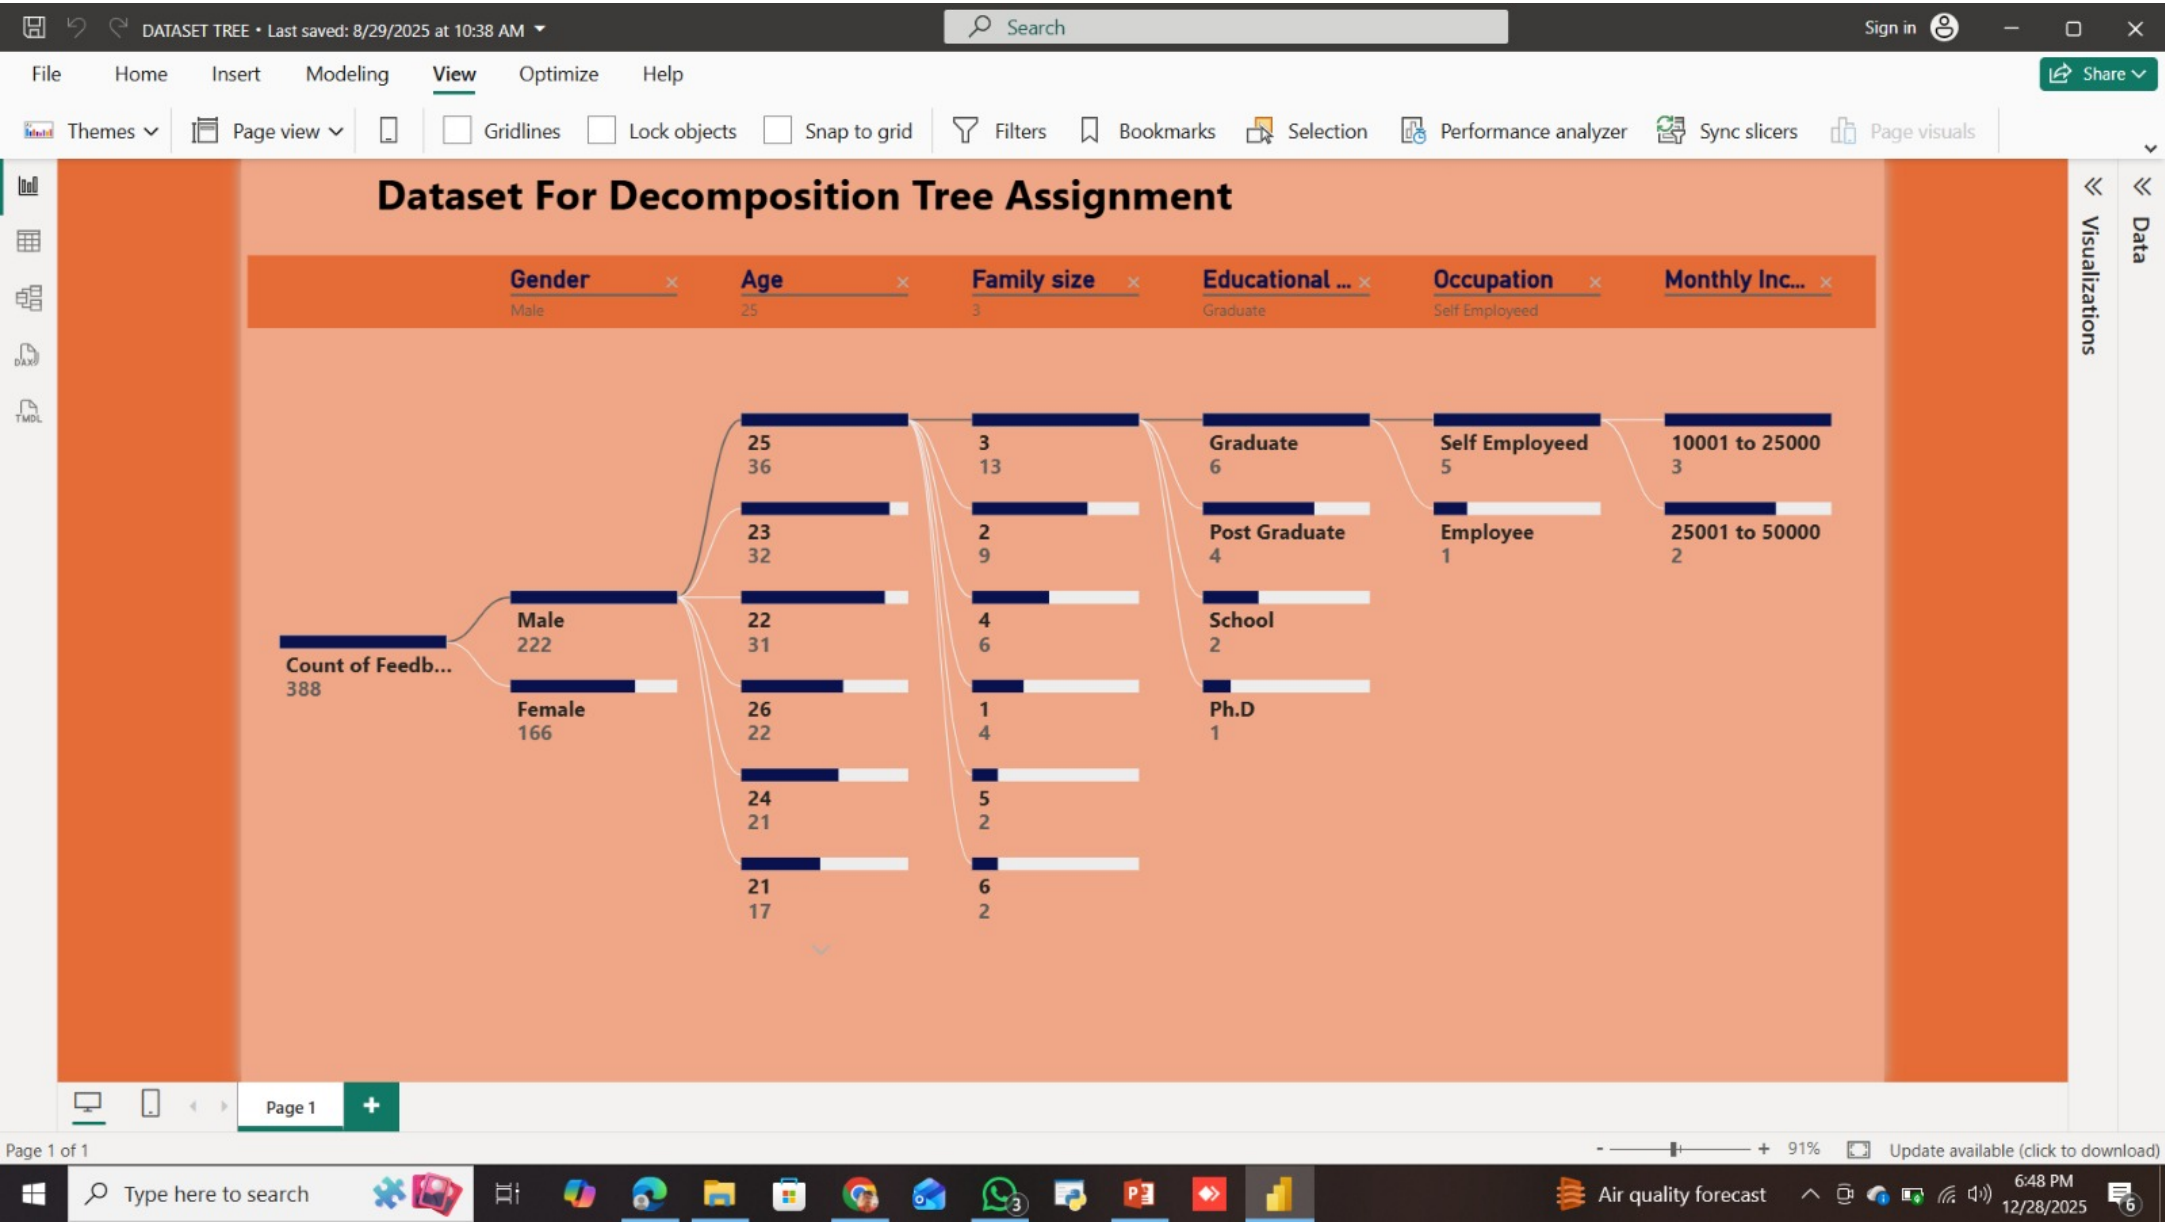 DATASET TREE • Last saved: 8/29/2025 at 10:38 AM
Search
Sign in
File Home Insert Modeling View Optimize Help
Share
Themes Page view Gridlines Lock objects Snap to grid Filters Bookmarks Selection Performance analyzer Sync slicers Page visuals
Dataset For Decomposition Tree Assignment
Gender Age Family size Educational ... Occupation Monthly Inc...
Male 25 3 Graduate Self Employeed
Count of Feedb...
388
Male
222
Female
166
25
36
23
32
22
31
26
22
24
21
21
17
3
13
2
9
4
6
1
4
5
2
6
2
Graduate
6
Post Graduate
4
School
2
Ph.D
1
Self Employeed
5
Employee
1
10001 to 25000
3
25001 to 50000
2
Visualizations
Data
DAX
TMDL
Page 1
Page 1 of 1
- + 91% Update available (click to download)
Type here to search
3
Air quality forecast
6:48 PM
12/28/2025
6